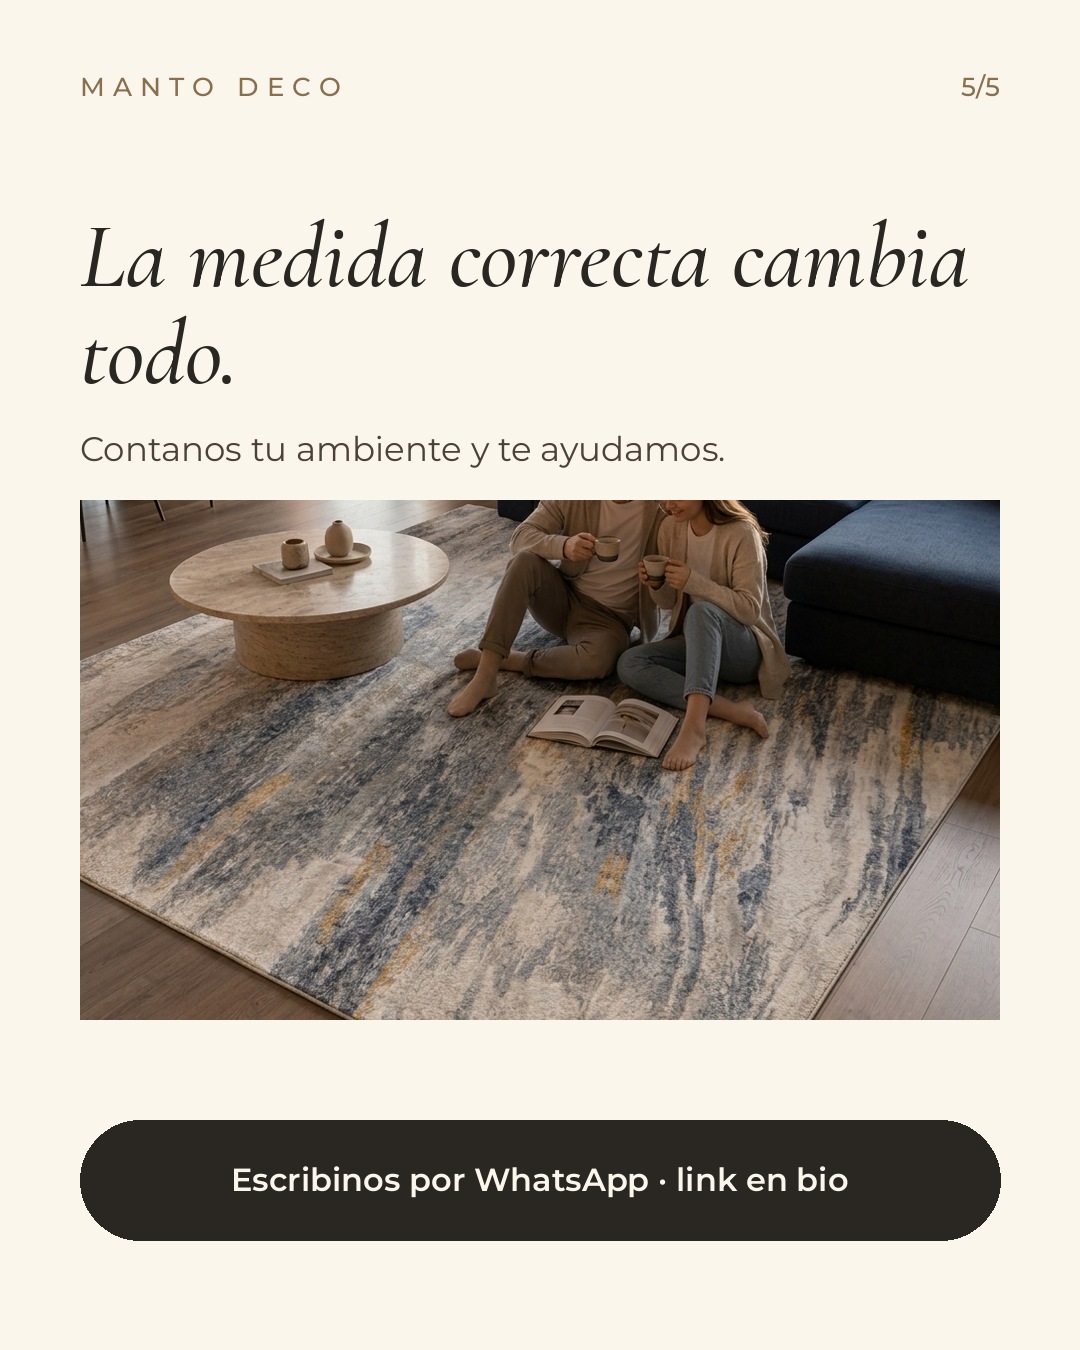 MANTO DECO
5/5
La medida correcta cambia
todo.
Contanos tu ambiente y te ayudamos.
Escribinos por WhatsApp · link en bio